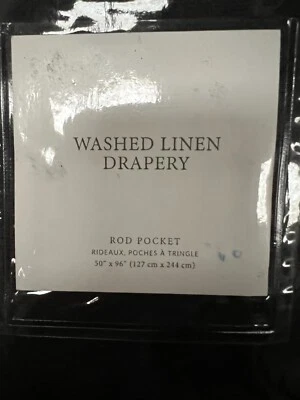 WASHED LINEN
DRAPERY
ROD POCKET
RIDEAUX, POCHES À TRINGLE
50" x 96" (127 cm x 244 cm)